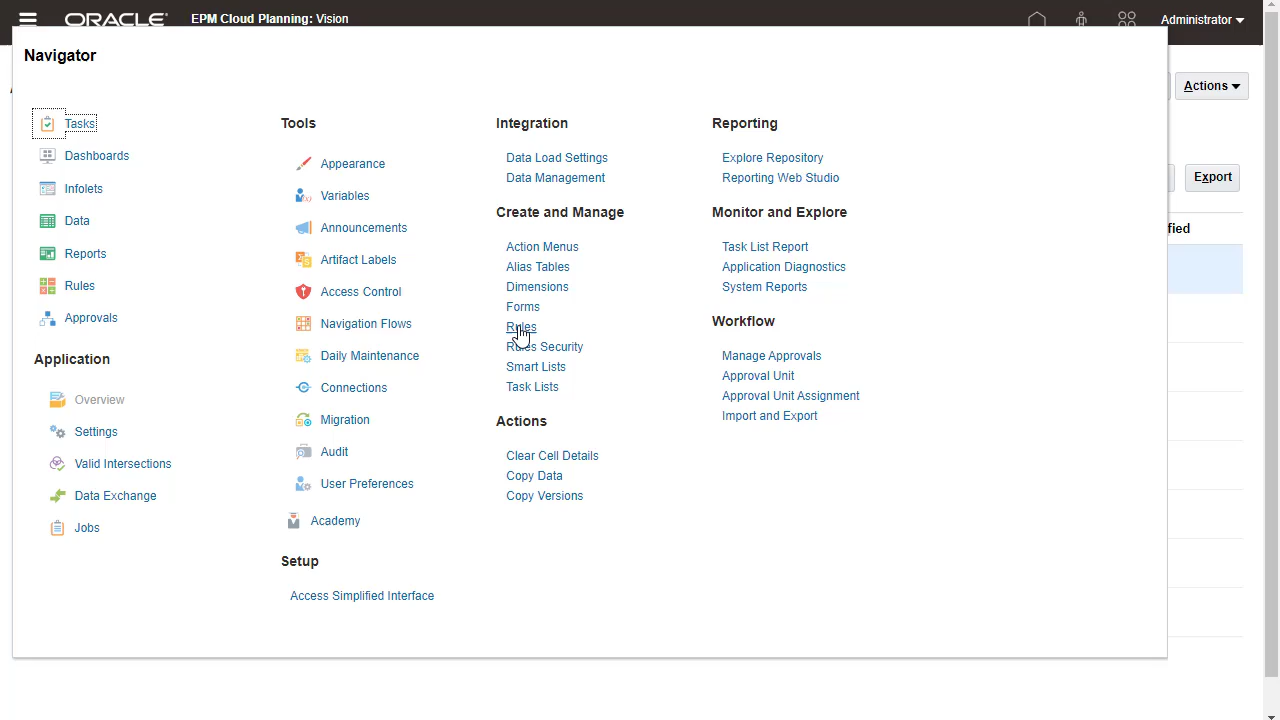 ORACLE EPM Cloud Planning: Vision
Administrator
Navigator
Actions
Export
fied
Tasks
Dashboards
Infolets
Data
Reports
Rules
Approvals
Application
Overview
Settings
Valid Intersections
Data Exchange
Jobs
Tools
Appearance
Variables
Announcements
Artifact Labels
Access Control
Navigation Flows
Daily Maintenance
Connections
Migration
Audit
User Preferences
Academy
Setup
Access Simplified Interface
Integration
Data Load Settings
Data Management
Create and Manage
Action Menus
Alias Tables
Dimensions
Forms
Rules
Rules Security
Smart Lists
Task Lists
Actions
Clear Cell Details
Copy Data
Copy Versions
Reporting
Explore Repository
Reporting Web Studio
Monitor and Explore
Task List Report
Application Diagnostics
System Reports
Workflow
Manage Approvals
Approval Unit
Approval Unit Assignment
Import and Export